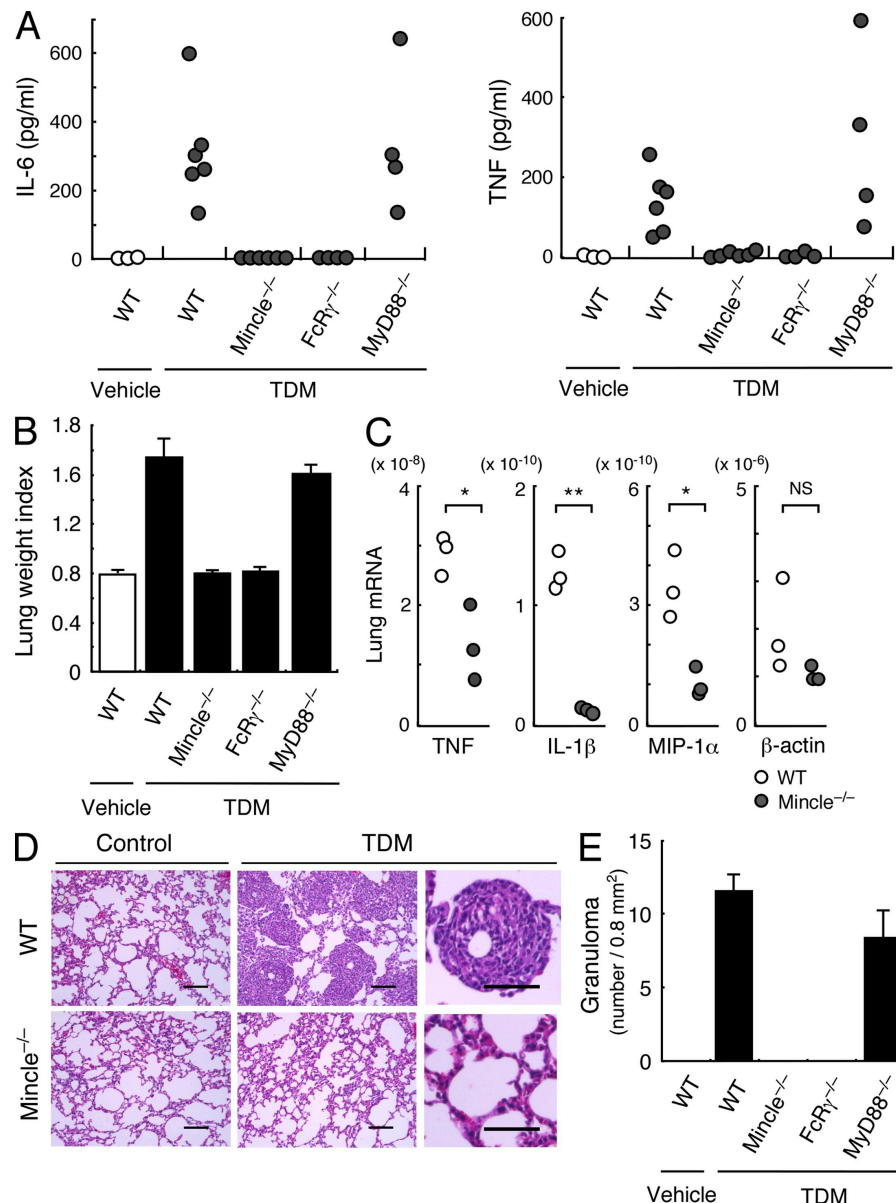 A
IL-6 (pg/ml)
600
400
200
0
WT
WT
Mincle−/−
FcRγ−/−
MyD88−/−
Vehicle
TDM
TNF (pg/ml)
600
400
200
0
WT
WT
Mincle−/−
FcRγ−/−
MyD88−/−
Vehicle
TDM
B
Lung weight index
1.8
1.6
1.2
0.8
0.4
0
WT
WT
Mincle−/−
FcRγ−/−
MyD88−/−
Vehicle
TDM
C
Lung mRNA
(x 10-8)
4
2
0
*
TNF
(x 10-10)
2
1
0
**
IL-1β
(x 10-10)
6
3
0
*
MIP-1α
(x 10-6)
5
0
NS
β-actin
WT
Mincle−/−
D
Control
TDM
WT
Mincle−/−
E
Granuloma
(number / 0.8 mm2)
15
10
5
0
WT
WT
Mincle−/−
FcRγ−/−
MyD88−/−
Vehicle
TDM